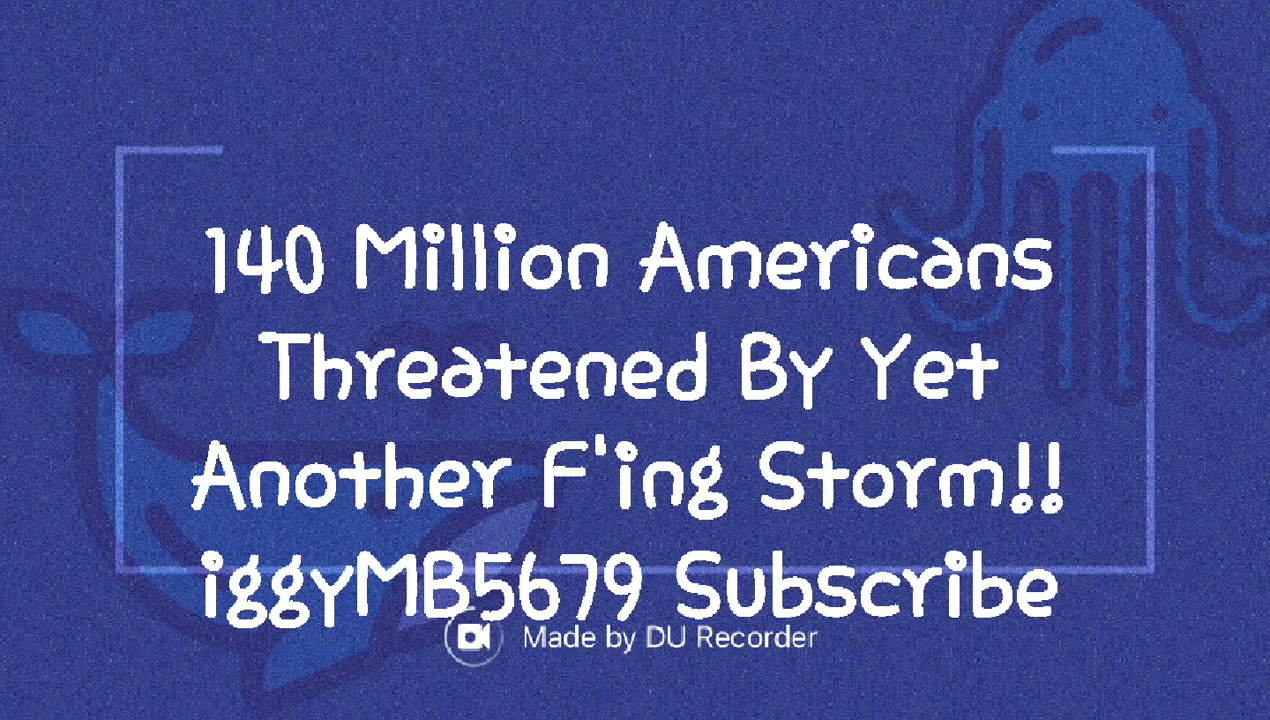 140 Million Americans
Threatened By Yet
Another F'ing Storm!!
iggyMB5679 Subscribe
Made by DU Recorder